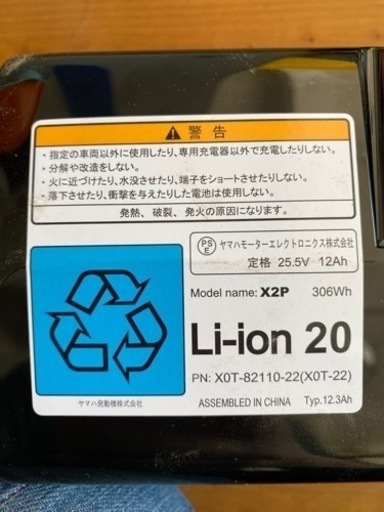 ⚠ 警告
・指定の車両以外に使用したり、専用充電器以外で充電したりしない。
・分解や改造をしない。
・火に近づけたり、水没させたり、端子をショートさせたりしない。
・落下させたり、衝撃を与えたりした電池は使用しない。
発熱、破裂、発火の原因になります。
PS
E
ヤマハモーターエレクトロニクス株式会社
定格 25.5V 12Ah
Model name: X2P 306Wh
Li-ion 20
PN: X0T-82110-22(X0T-22)
ヤマハ発動機株式会社
ASSEMBLED IN CHINA Typ.12.3Ah